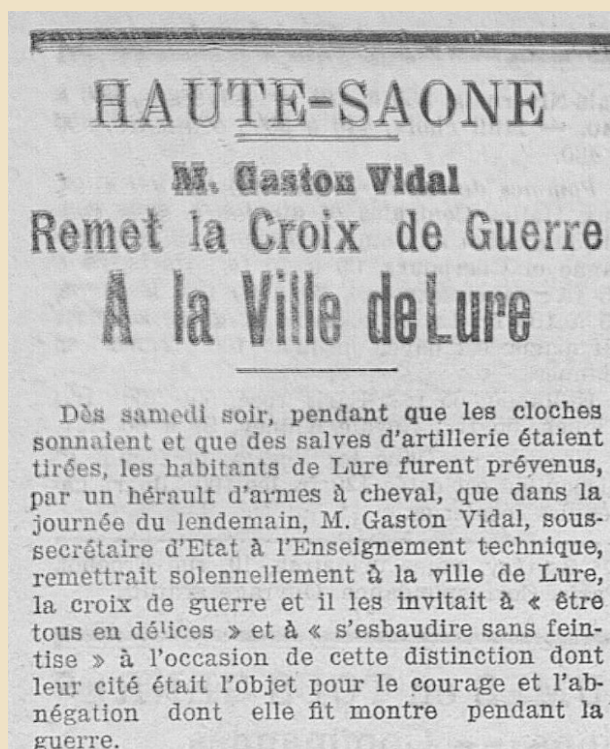 HAUTE-SAONE
M. Gaston Vidal
Remet la Croix de Guerre
A la Ville de Lure
Dès samedi soir, pendant que les cloches
sonnaient et que des salves d'artillerie étaient
tirées, les habitants de Lure furent prévenus,
par un hérault d'armes à cheval, que dans la
journée du lendemain, M. Gaston Vidal, sous-
secrétaire d'Etat à l'Enseignement technique,
remettrait solennellement à la ville de Lure,
la croix de guerre et il les invitait à « être
tous en délices » et à « s'esbaudire sans fein-
tise » à l'occasion de cette distinction dont
leur cité était l'objet pour le courage et l'ab-
négation dont elle fit montre pendant la
guerre.